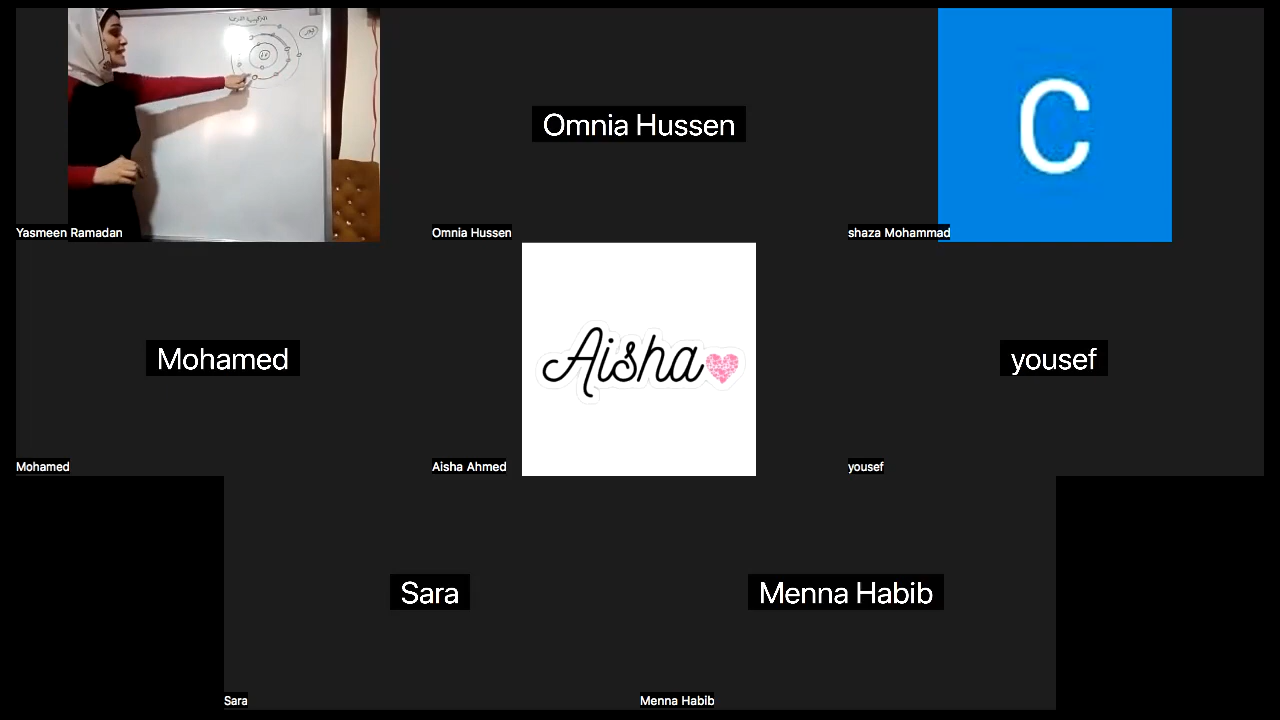 Omnia Hussen
C
Yasmeen Ramadan
Omnia Hussen
shaza Mohammad
Mohamed
Aisha
yousef
Mohamed
Aisha Ahmed
yousef
Sara
Menna Habib
Sara
Menna Habib